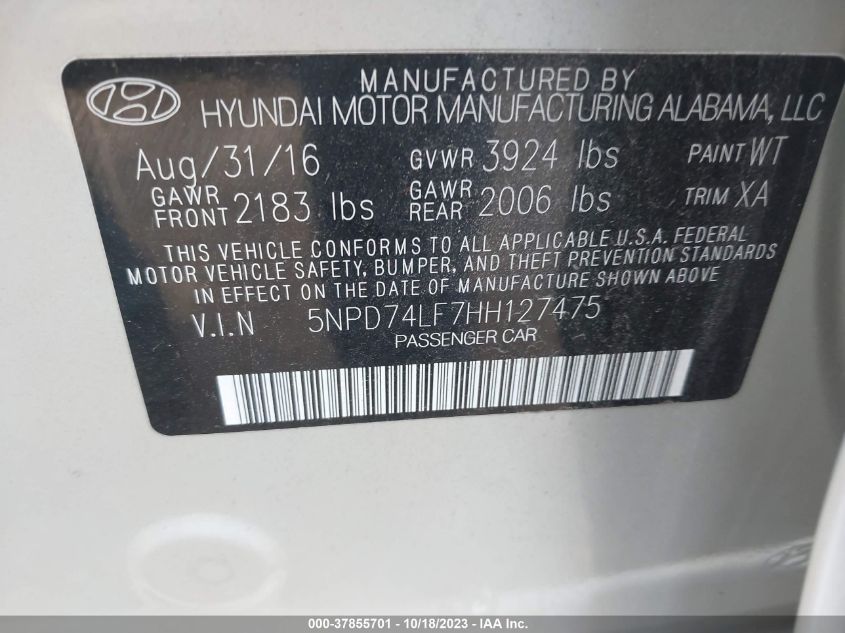 MANUFACTURED BY
HYUNDAI MOTOR MANUFACTURING ALABAMA, LLC
Aug/31/16 GVWR 3924 lbs PAINT WT
GAWR FRONT 2183 lbs GAWR REAR 2006 lbs TRIM XA
THIS VEHICLE CONFORMS TO ALL APPLICABLE U.S.A. FEDERAL
MOTOR VEHICLE SAFETY, BUMPER, AND THEFT PREVENTION STANDARDS
IN EFFECT ON THE DATE OF MANUFACTURE SHOWN ABOVE
V.I.N 5NPD74LF7HH127475
PASSENGER CAR
000-37855701 - 10/18/2023 - IAA Inc.